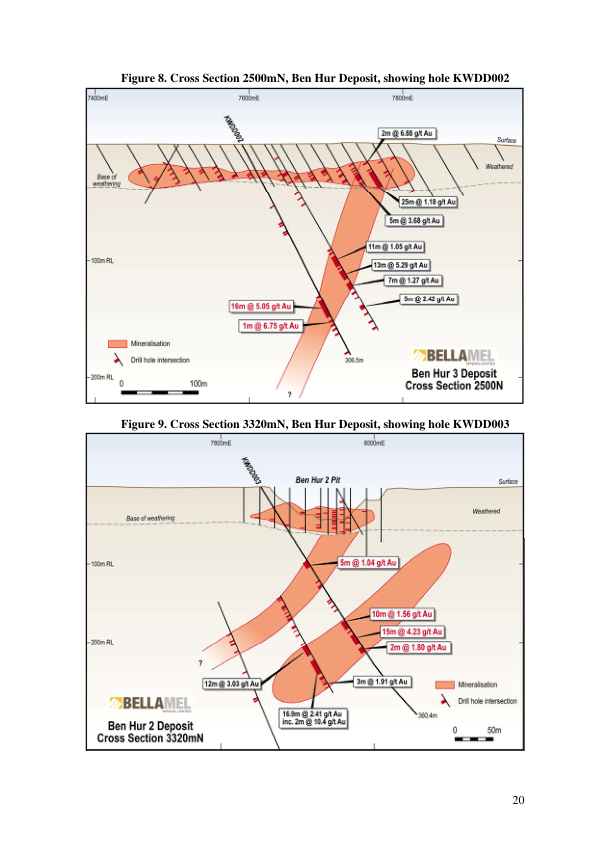 Figure 8. Cross Section 2500mN, Ben Hur Deposit, showing hole KWDD002
7400mE
7600mE
7800mE
KWDD002
2m @ 6.88 g/t Au
Surface
Weathered
Base of
weathering
25m @ 1.18 g/t Au
5m @ 3.68 g/t Au
11m @ 1.05 g/t Au
100m RL
13m @ 5.29 g/t Au
7m @ 1.27 g/t Au
3m @ 2.42 g/t Au
16m @ 5.05 g/t Au
1m @ 6.75 g/t Au
Mineralisation
Drill hole intersection
306.5m
BELLAMEL
Ben Hur 3 Deposit
Cross Section 2500N
200m RL
0 100m
?
Figure 9. Cross Section 3320mN, Ben Hur Deposit, showing hole KWDD003
7800mE
8000mE
KWDD003
Ben Hur 2 Pit
Surface
Base of weathering
Weathered
100m RL
5m @ 1.04 g/t Au
10m @ 1.56 g/t Au
15m @ 4.23 g/t Au
200m RL
2m @ 1.80 g/t Au
?
12m @ 3.03 g/t Au
3m @ 1.91 g/t Au
Mineralisation
Drill hole intersection
16.9m @ 2.41 g/t Au
inc. 2m @ 10.4 g/t Au
360.4m
BELLAMEL
Ben Hur 2 Deposit
Cross Section 3320mN
0 50m
20